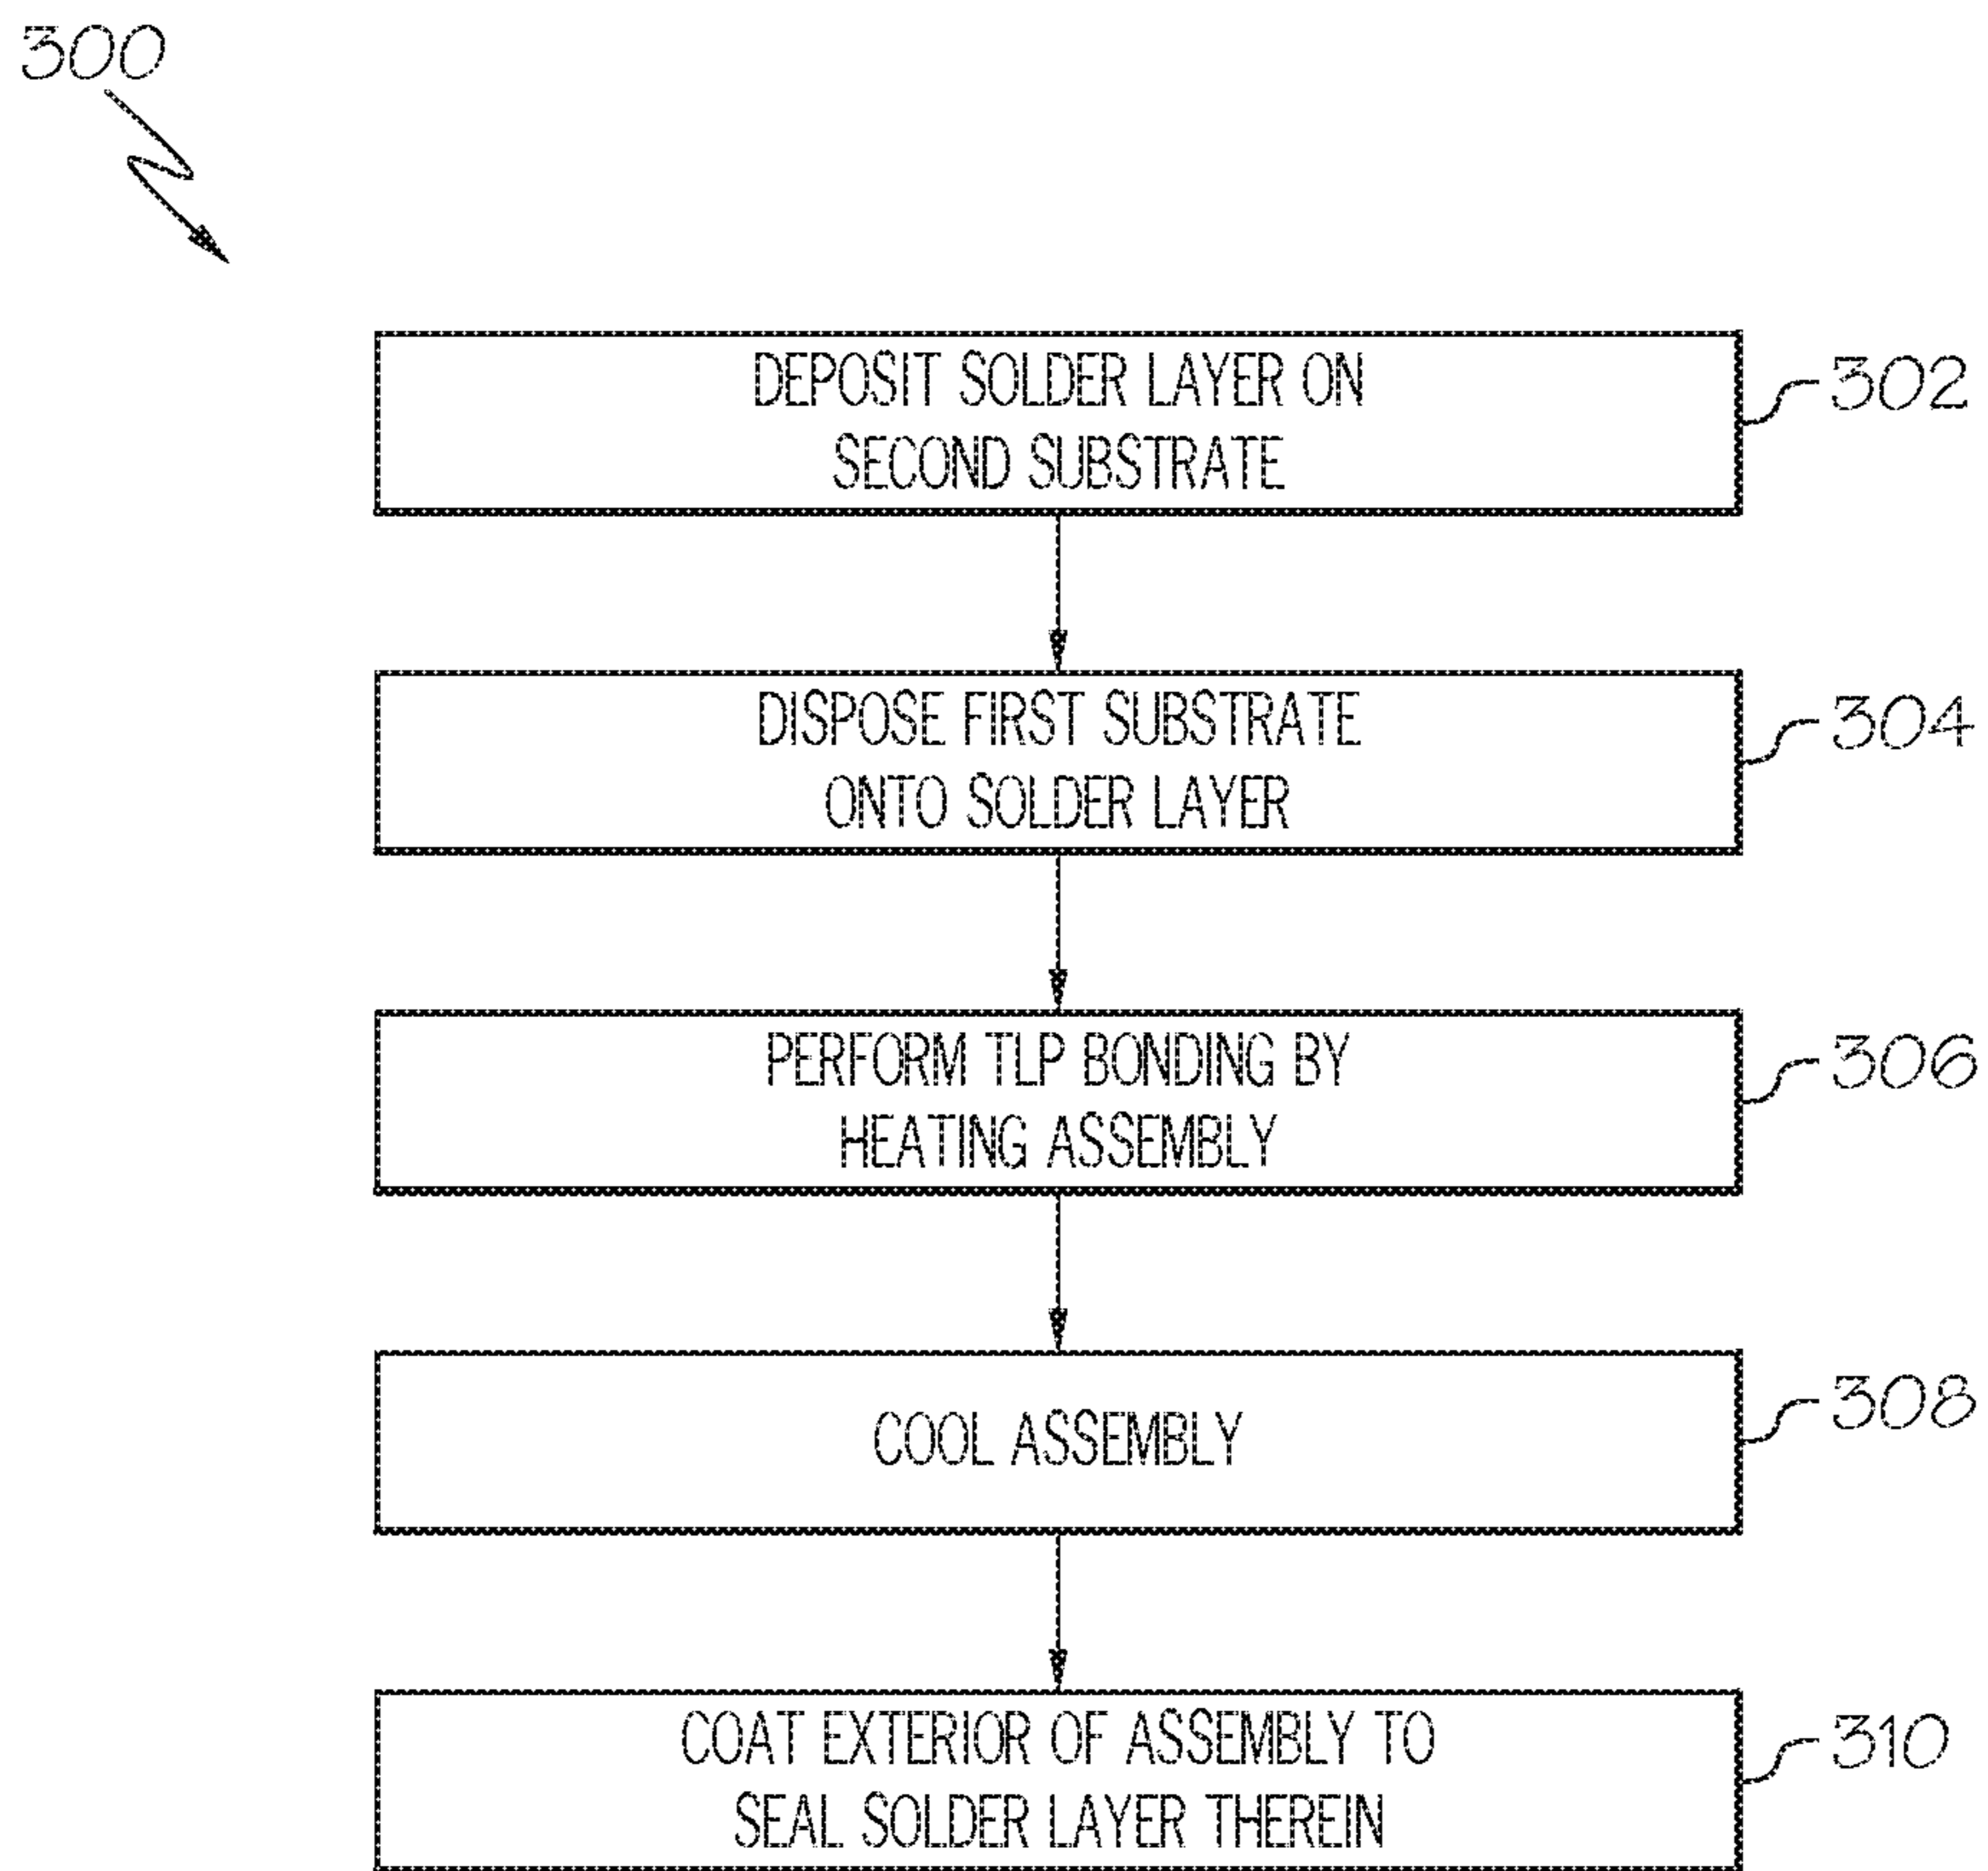 300
DEPOSIT SOLDER LAYER ON
SECOND SUBSTRATE
302
DISPOSE FIRST SUBSTRATE
ONTO SOLDER LAYER
304
PERFORM TLP BONDING BY
HEATING ASSEMBLY
306
COOL ASSEMBLY
308
COAT EXTERIOR OF ASSEMBLY TO
SEAL SOLDER LAYER THEREIN
310